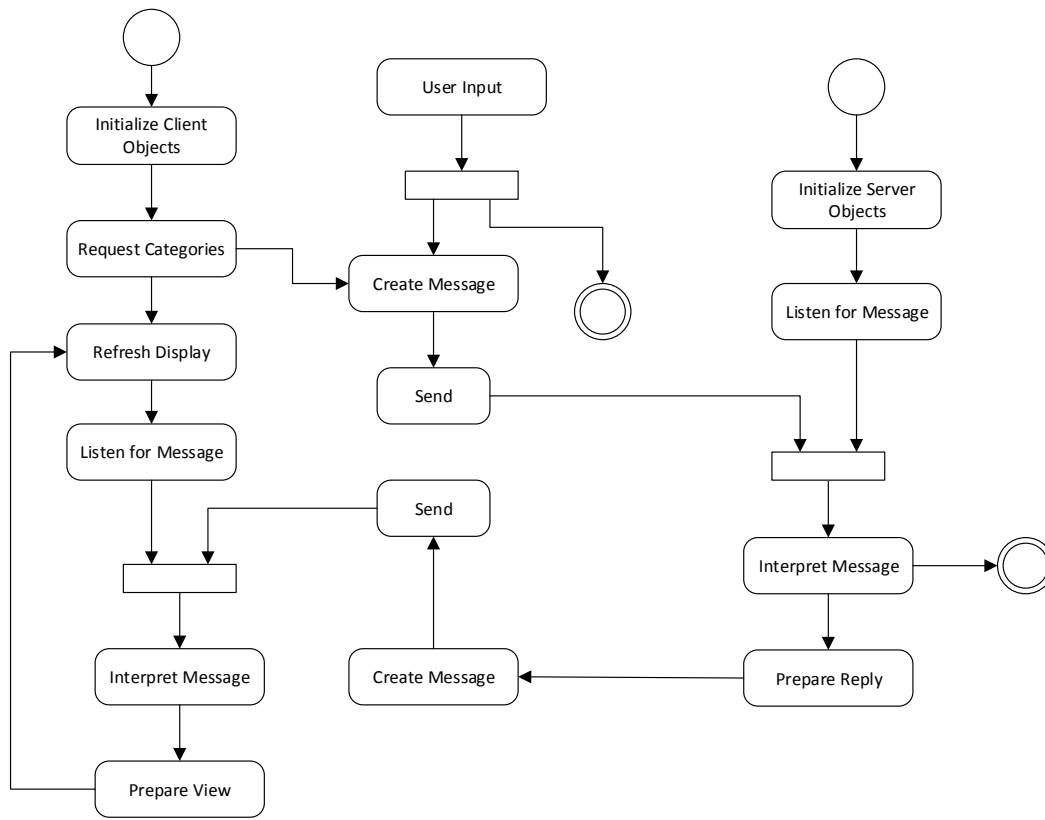 User Input
Initialize Client
Objects
Initialize Server
Objects
Request Categories
Create Message
Listen for Message
Refresh Display
Send
Listen for Message
Send
Interpret Message
Interpret Message
Create Message
Prepare Reply
Prepare View